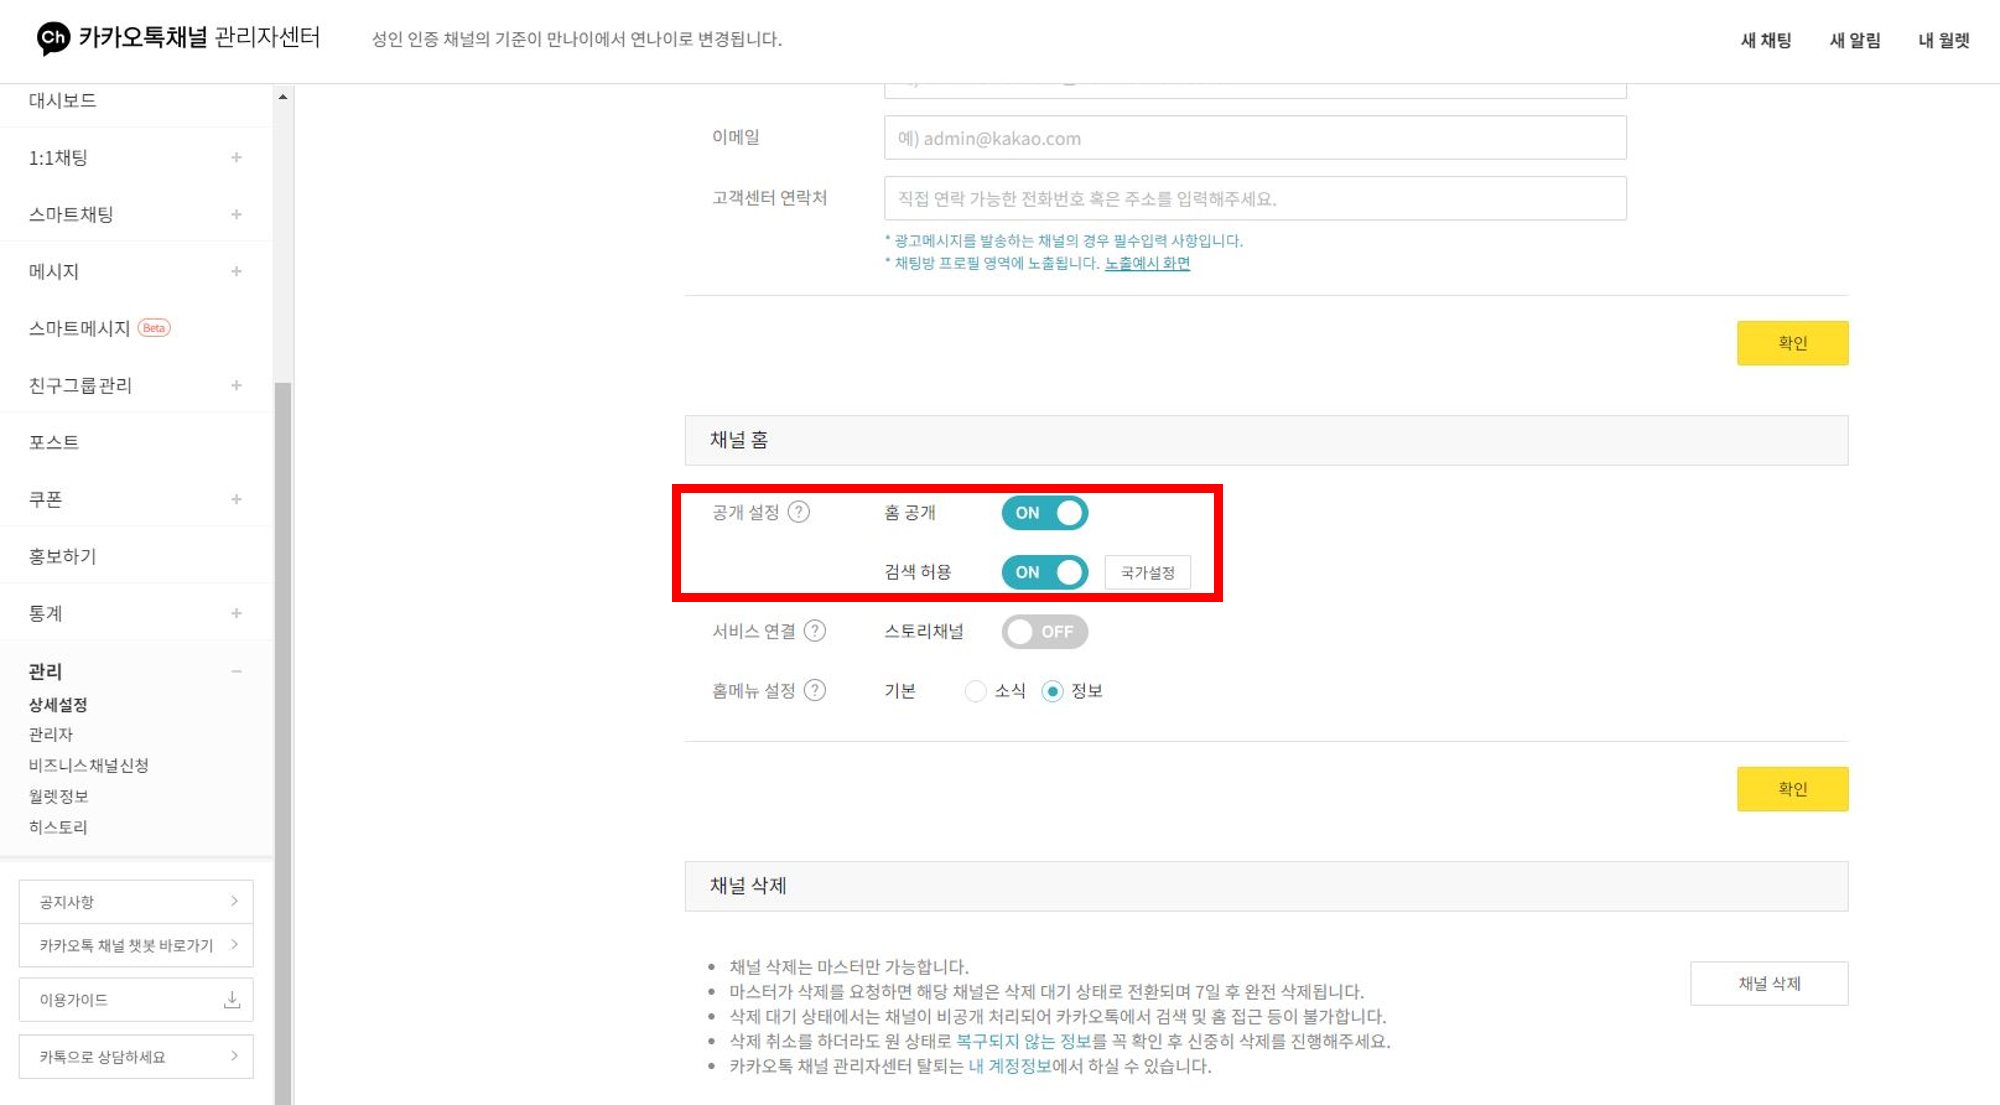 Ch 카카오톡채널 관리자센터
성인 인증 채널의 기준이 만나이에서 연나이로 변경됩니다.
새 채팅
새 알림
내 월렛
대시보드
1:1채팅
스마트채팅
메시지
스마트메시지 Beta
친구그룹관리
포스트
쿠폰
홍보하기
통계
관리
상세설정
관리자
비즈니스채널신청
월렛정보
히스토리
공지사항
카카오톡 채널 챗봇 바로가기
이용가이드
카톡으로 상담하세요
이메일
예) admin@kakao.com
고객센터 연락처
직접 연락 가능한 전화번호 혹은 주소를 입력해주세요.
* 광고메시지를 발송하는 채널의 경우 필수입력 사항입니다.
* 채팅방 프로필 영역에 노출됩니다. 노출예시 화면
확인
채널 홈
공개 설정 ? 홈 공개 ON
검색 허용 ON 국가설정
서비스 연결 ? 스토리채널 OFF
홈메뉴 설정 ? 기본 소식 정보
확인
채널 삭제
• 채널 삭제는 마스터만 가능합니다.
• 마스터가 삭제를 요청하면 해당 채널은 삭제 대기 상태로 전환되며 7일 후 완전 삭제됩니다.
• 삭제 대기 상태에서는 채널이 비공개 처리되어 카카오톡에서 검색 및 홈 접근 등이 불가합니다.
• 삭제 취소를 하더라도 원 상태로 복구되지 않는 정보를 꼭 확인 후 신중히 삭제를 진행해주세요.
• 카카오톡 채널 관리자센터 탈퇴는 내 계정정보에서 하실 수 있습니다.
채널 삭제